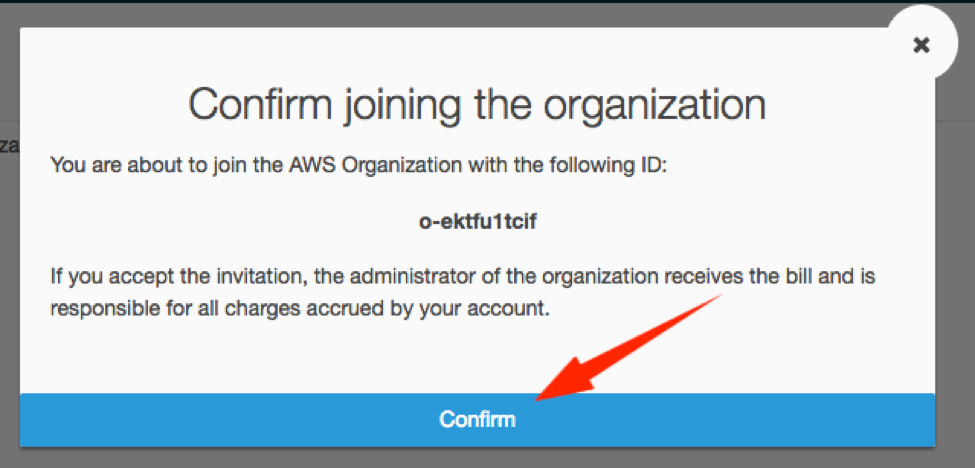 Confirm joining the organization
za
You are about to join the AWS Organization with the following ID:
o-ektfu1tcif
If you accept the invitation, the administrator of the organization receives the bill and is
responsible for all charges accrued by your account.
Confirm